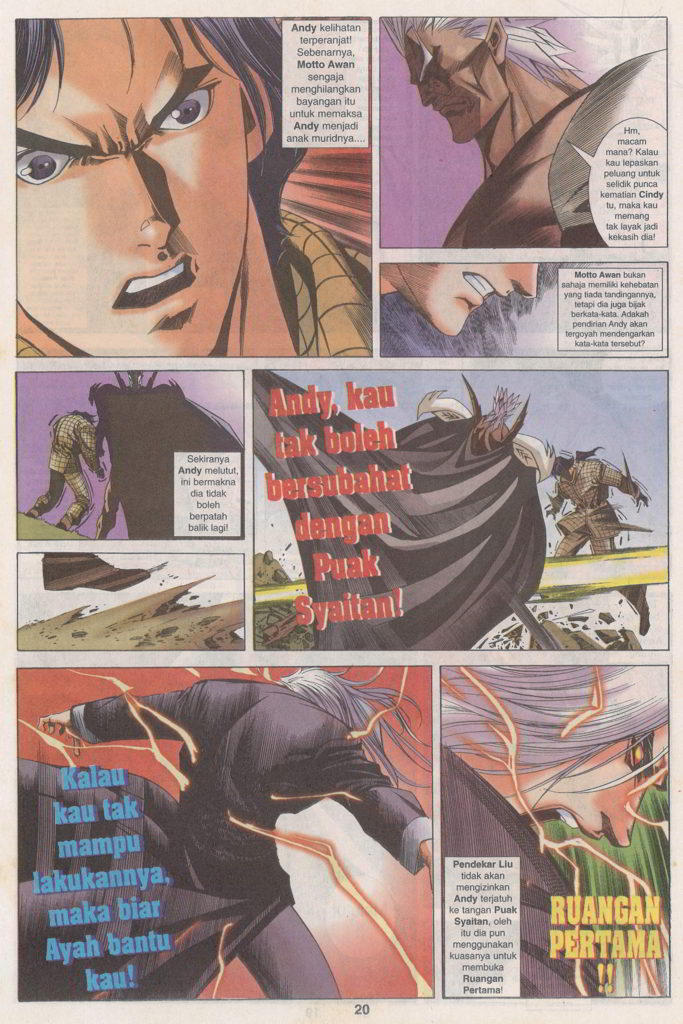 Andy kelihatan
terperanjat!
Sebenarnya,
Motto Awan
sengaja
menghilangkan
bayangan itu
untuk memaksa
Andy menjadi
anak muridnya....
Hm,
macam
mana? Kalau
kau lepaskan
peluang untuk
selidik punca
kematian Cindy
tu, maka kau
memang
tak layak jadi
kekasih dia!
Motto Awan bukan
sahaja memiliki kehebatan
yang tiada tandingannya,
tetapi dia juga bijak
berkata-kata. Adakah
pendirian Andy akan
tergoyah mendengarkan
kata-kata tersebut?
Sekiranya
Andy melutut,
ini bermakna
dia tidak
boleh
berpatah
balik lagi!
Andy, kau
tak boleh
bersubahat
dengan
Puak
Syaitan!
Kalau
kau tak
mampu
lakukannya,
maka biar
Ayah bantu
kau!
Pendekar Liu
tidak akan
mengizinkan
Andy terjatuh
ke tangan Puak
Syaitan, oleh
itu dia pun
menggunakan
kuasanya untuk
membuka
Ruangan
Pertama!
RUANGAN
PERTAMA
!!
20